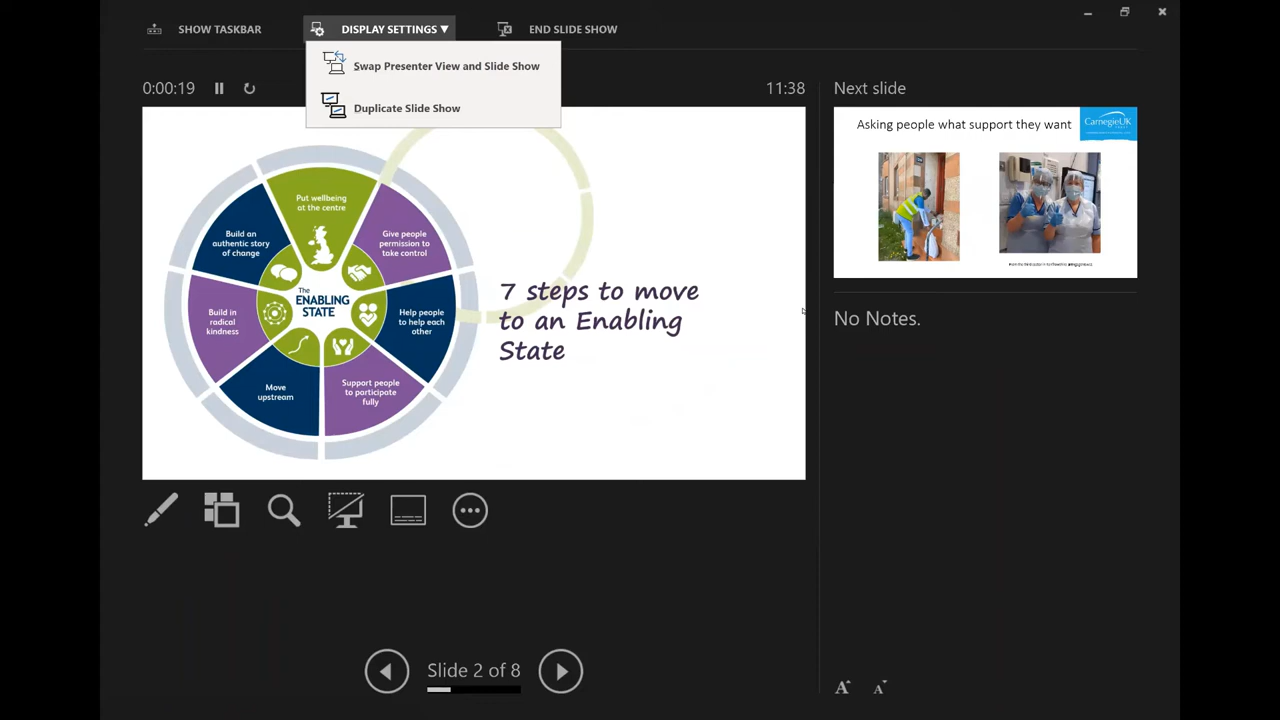 SHOW TASKBAR
DISPLAY SETTINGS ▼
END SLIDE SHOW
Swap Presenter View and Slide Show
Duplicate Slide Show
0:00:19
11:38
Next slide
Put wellbeing
at the centre
Give people
permission to
take control
Help people
to help each
other
Support people
to participate
fully
Move
upstream
Build in
radical
kindness
Build an
authentic story
of change
The
ENABLING
STATE
7 steps to move
to an Enabling
State
Asking people what support they want
CarnegieUK
No Notes.
Slide 2 of 8
A A